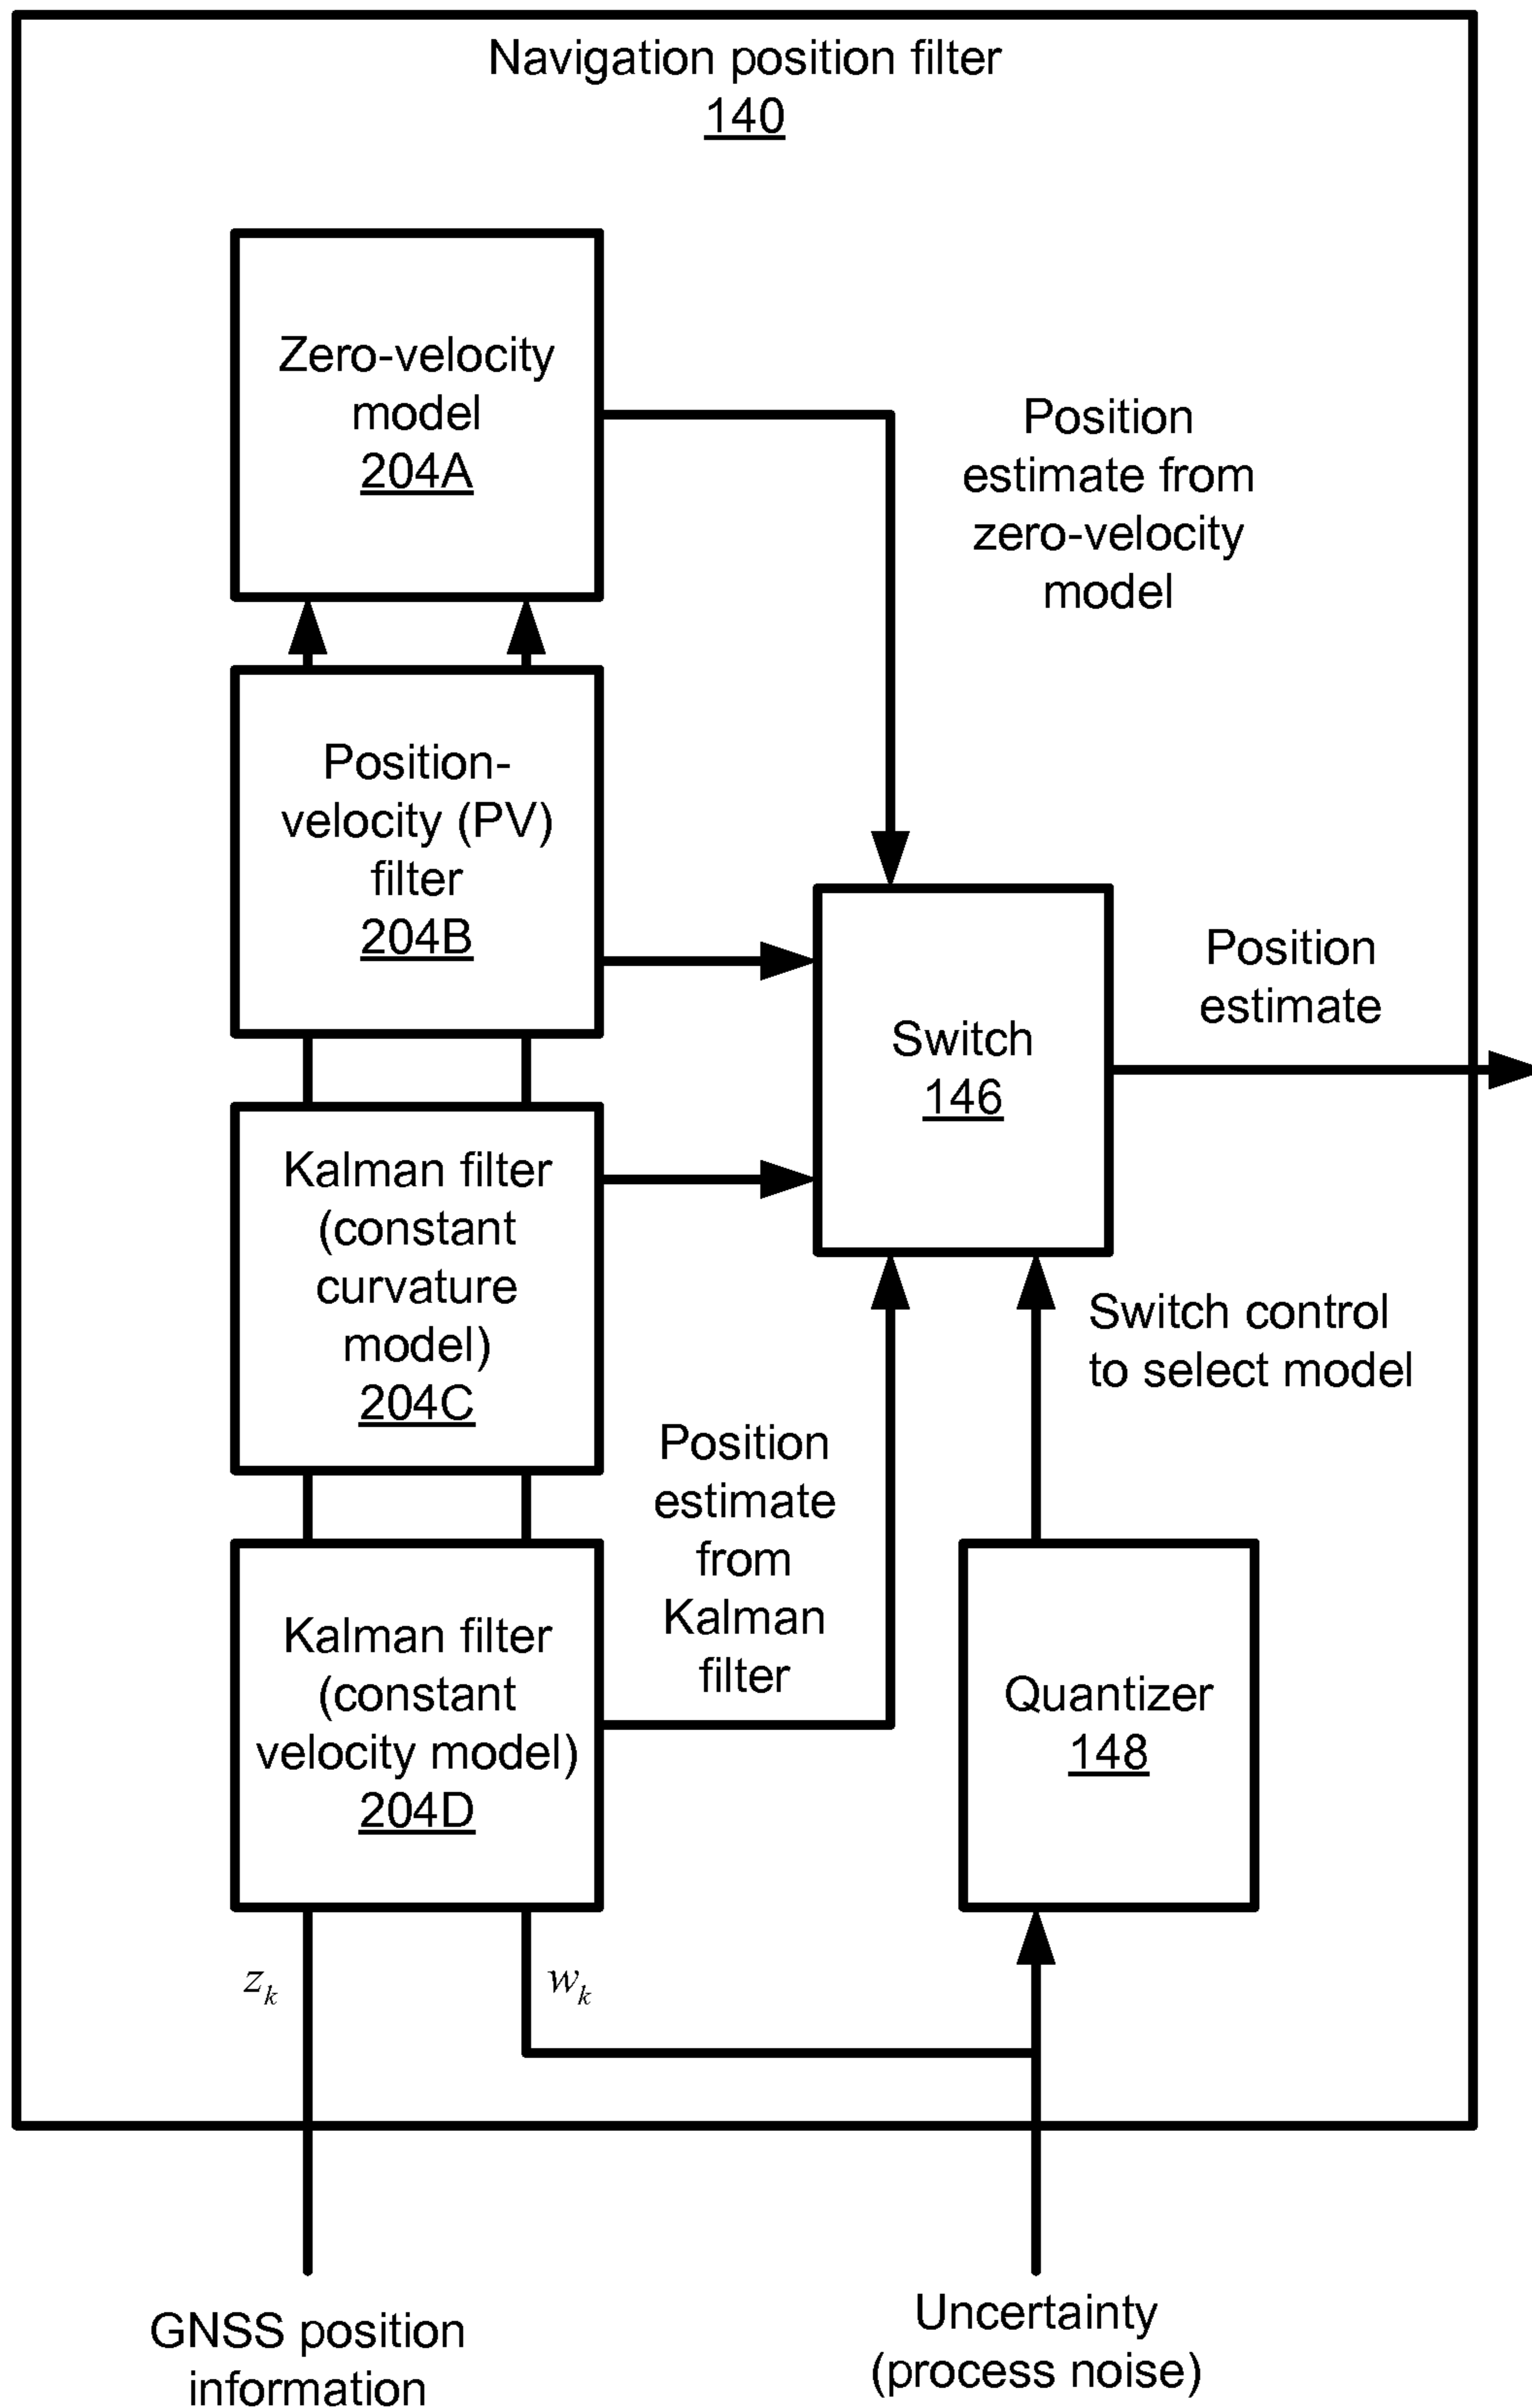 Navigation position filter
140
Zero-velocity
model
204A
Position
estimate from
zero-velocity
model
Position-
velocity (PV)
filter
204B
Switch
146
Position
estimate
Kalman filter
(constant
curvature
model)
204C
Switch control
to select model
Position
estimate
from
Kalman
filter
Kalman filter
(constant
velocity model)
204D
Quantizer
148
z_k
w_k
GNSS position
information
Uncertainty
(process noise)